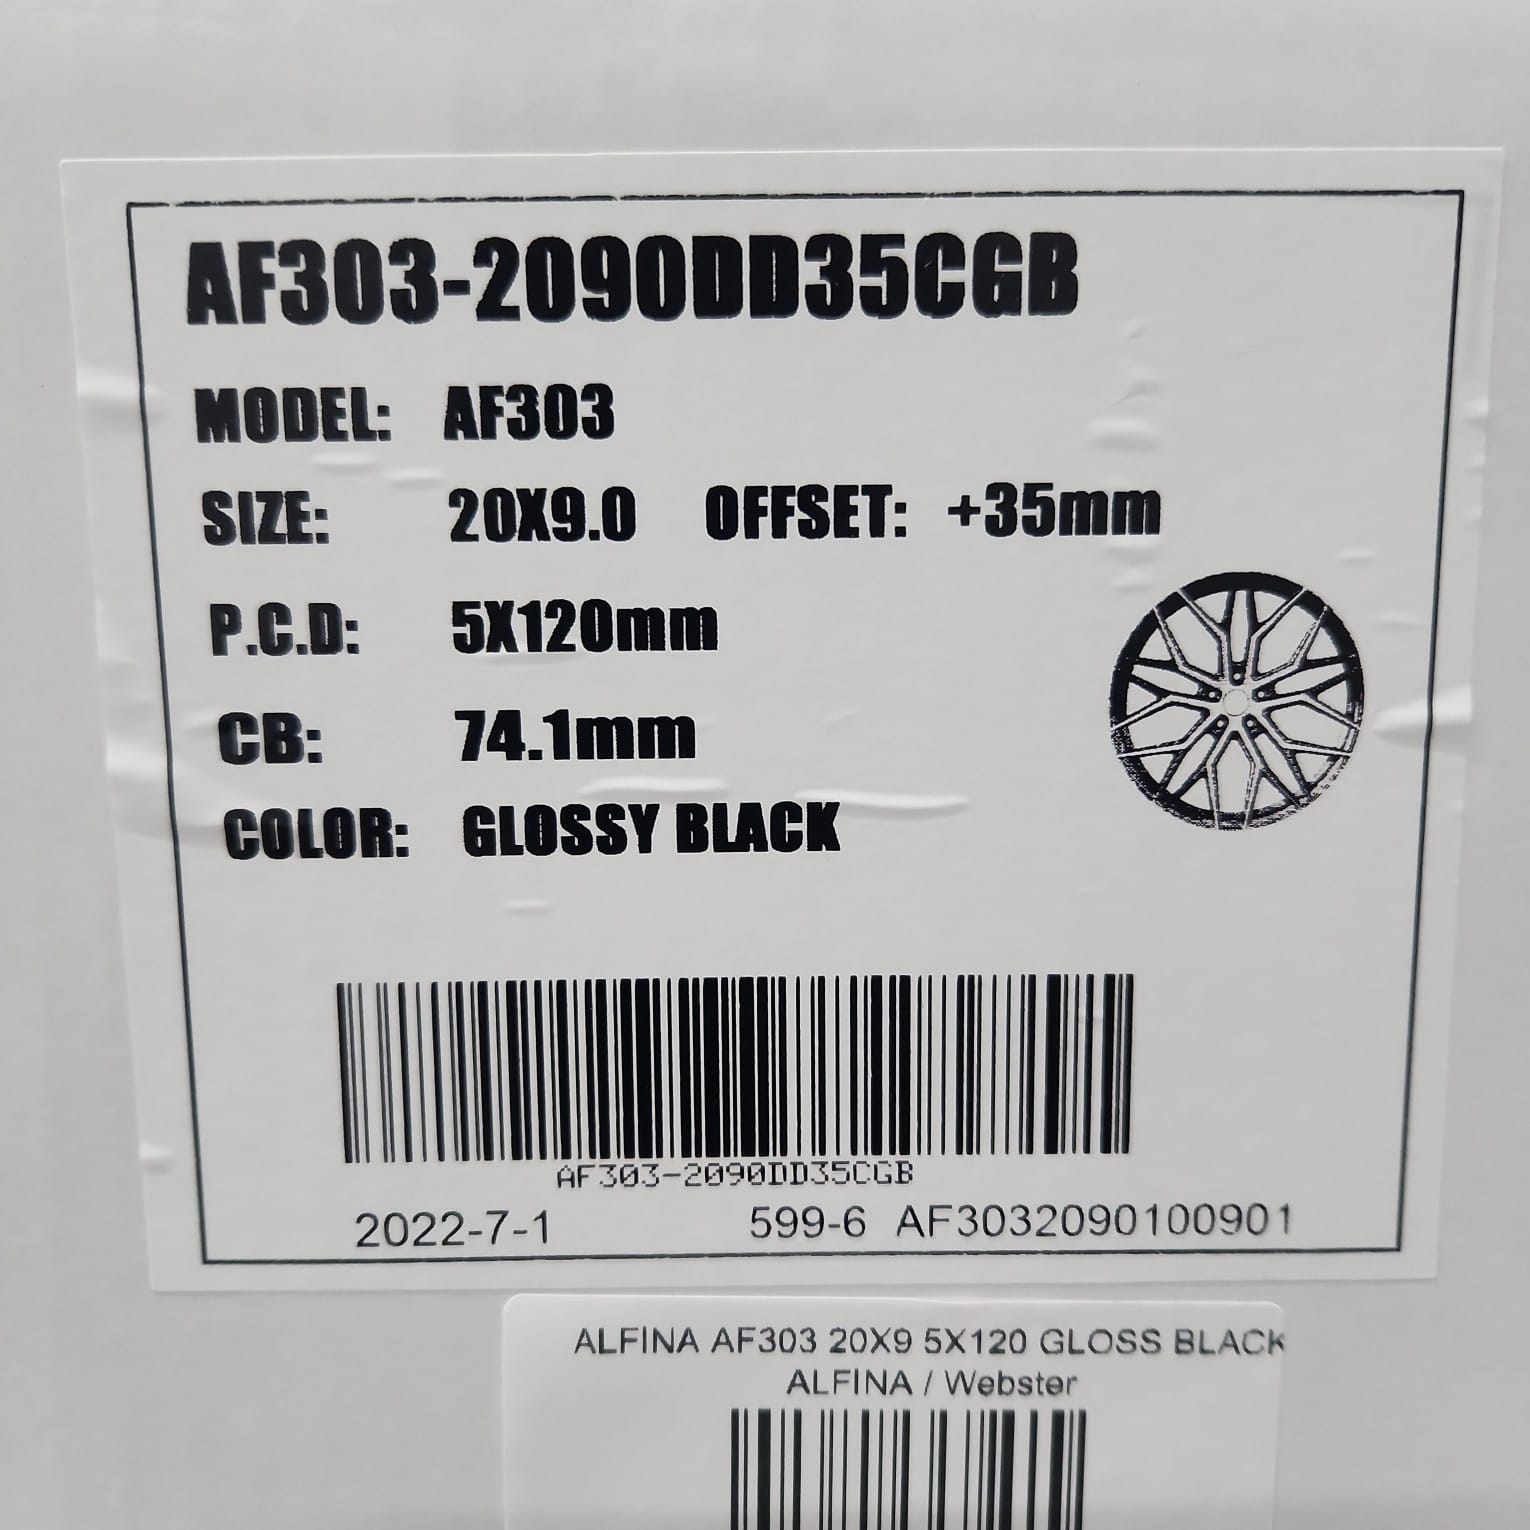 AF303-2090DD35CGB
MODEL: AF303
SIZE: 20X9.0 OFFSET: +35mm
P.C.D: 5X120mm
CB: 74.1mm
COLOR: GLOSSY BLACK
AF303-2090DD35CGB
2022-7-1 599-6 AF3032090100901
ALFINA AF303 20X9 5X120 GLOSS BLACK
ALFINA / Webster